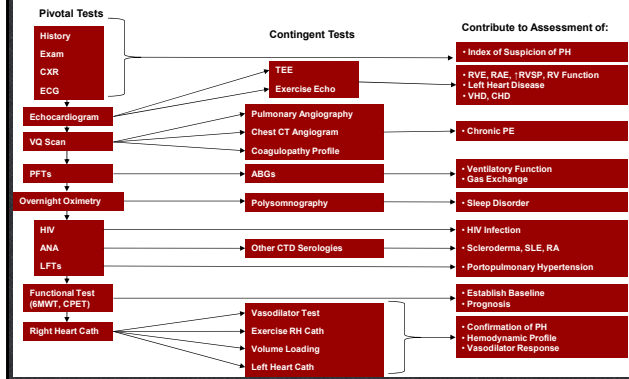 Pivotal Tests
Contingent Tests
Contribute to Assessment of:
History
Exam
CXR
ECG
• Index of Suspicion of PH
TEE
Exercise Echo
• RVE, RAE, ↑RVSP, RV Function
• Left Heart Disease
• VHD, CHD
Echocardiogram
VQ Scan
Pulmonary Angiography
Chest CT Angiogram
Coagulopathy Profile
• Chronic PE
PFTs
ABGs
• Ventilatory Function
• Gas Exchange
Overnight Oximetry
Polysomnography
• Sleep Disorder
HIV
ANA
LFTs
Other CTD Serologies
• HIV Infection
• Scleroderma, SLE, RA
• Portopulmonary Hypertension
Functional Test
(6MWT, CPET)
• Establish Baseline
• Prognosis
Right Heart Cath
Vasodilator Test
Exercise RH Cath
Volume Loading
Left Heart Cath
• Confirmation of PH
• Hemodynamic Profile
• Vasodilator Response